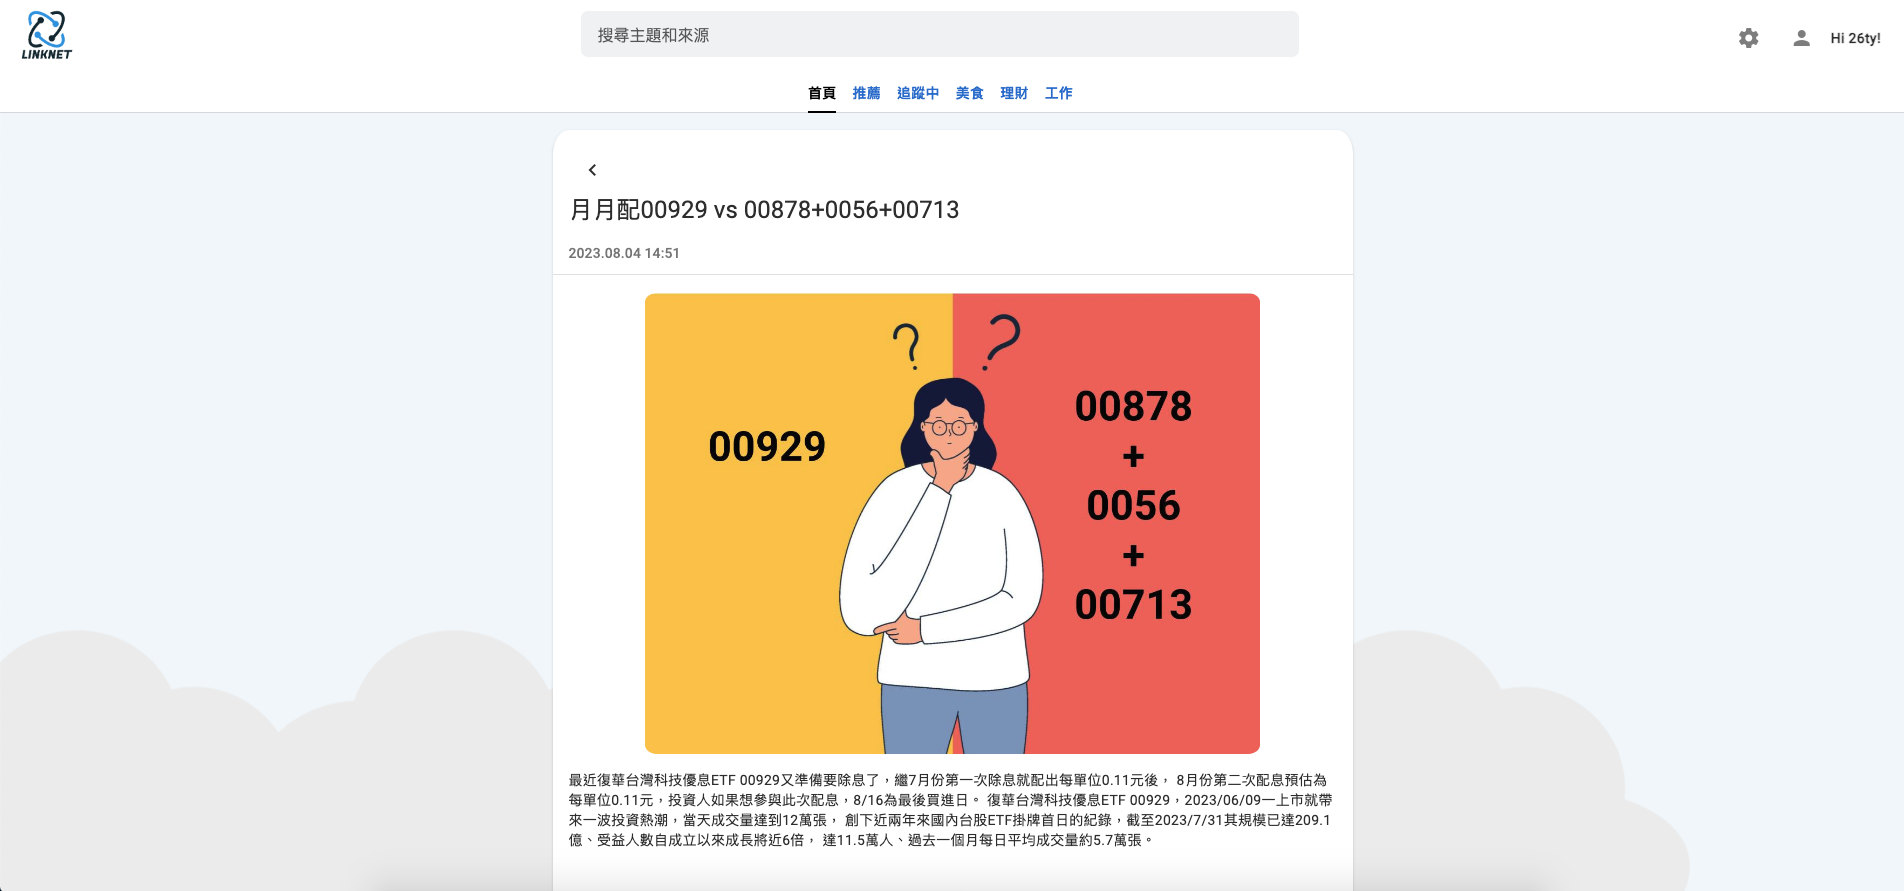 LINKNET
搜尋主題和來源
Hi 26ty!
首頁 推薦 追蹤中 美食 理財 工作
月月配00929 vs 00878+0056+00713
2023.08.04 14:51
? ?
00929
00878
+
0056
+
00713
最近復華台灣科技優息ETF 00929又準備要除息了，繼7月份第一次除息就配出每單位0.11元後， 8月份第二次配息預估為
每單位0.11元，投資人如果想參與此次配息，8/16為最後買進日。 復華台灣科技優息ETF 00929，2023/06/09一上市就帶
來一波投資熱潮，當天成交量達到12萬張， 創下近兩年來國內台股ETF掛牌首日的紀錄，截至2023/7/31其規模已達209.1
億、受益人數自成立以來成長將近6倍， 達11.5萬人、過去一個月每日平均成交量約5.7萬張。